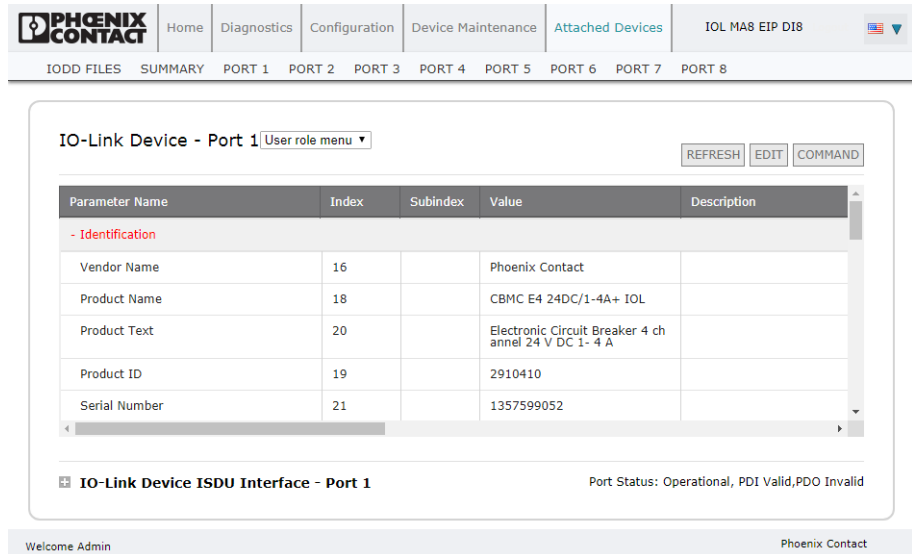 PHŒNIX CONTACT
Home Diagnostics Configuration Device Maintenance Attached Devices IOL MA8 EIP DI8
IODD FILES SUMMARY PORT 1 PORT 2 PORT 3 PORT 4 PORT 5 PORT 6 PORT 7 PORT 8
IO-Link Device - Port 1 User role menu
REFRESH EDIT COMMAND
Parameter Name Index Subindex Value Description
- Identification
Vendor Name 16 Phoenix Contact
Product Name 18 CBMC E4 24DC/1-4A+ IOL
Product Text 20 Electronic Circuit Breaker 4 ch
annel 24 V DC 1- 4 A
Product ID 19 2910410
Serial Number 21 1357599052
IO-Link Device ISDU Interface - Port 1 Port Status: Operational, PDI Valid,PDO Invalid
Welcome Admin Phoenix Contact